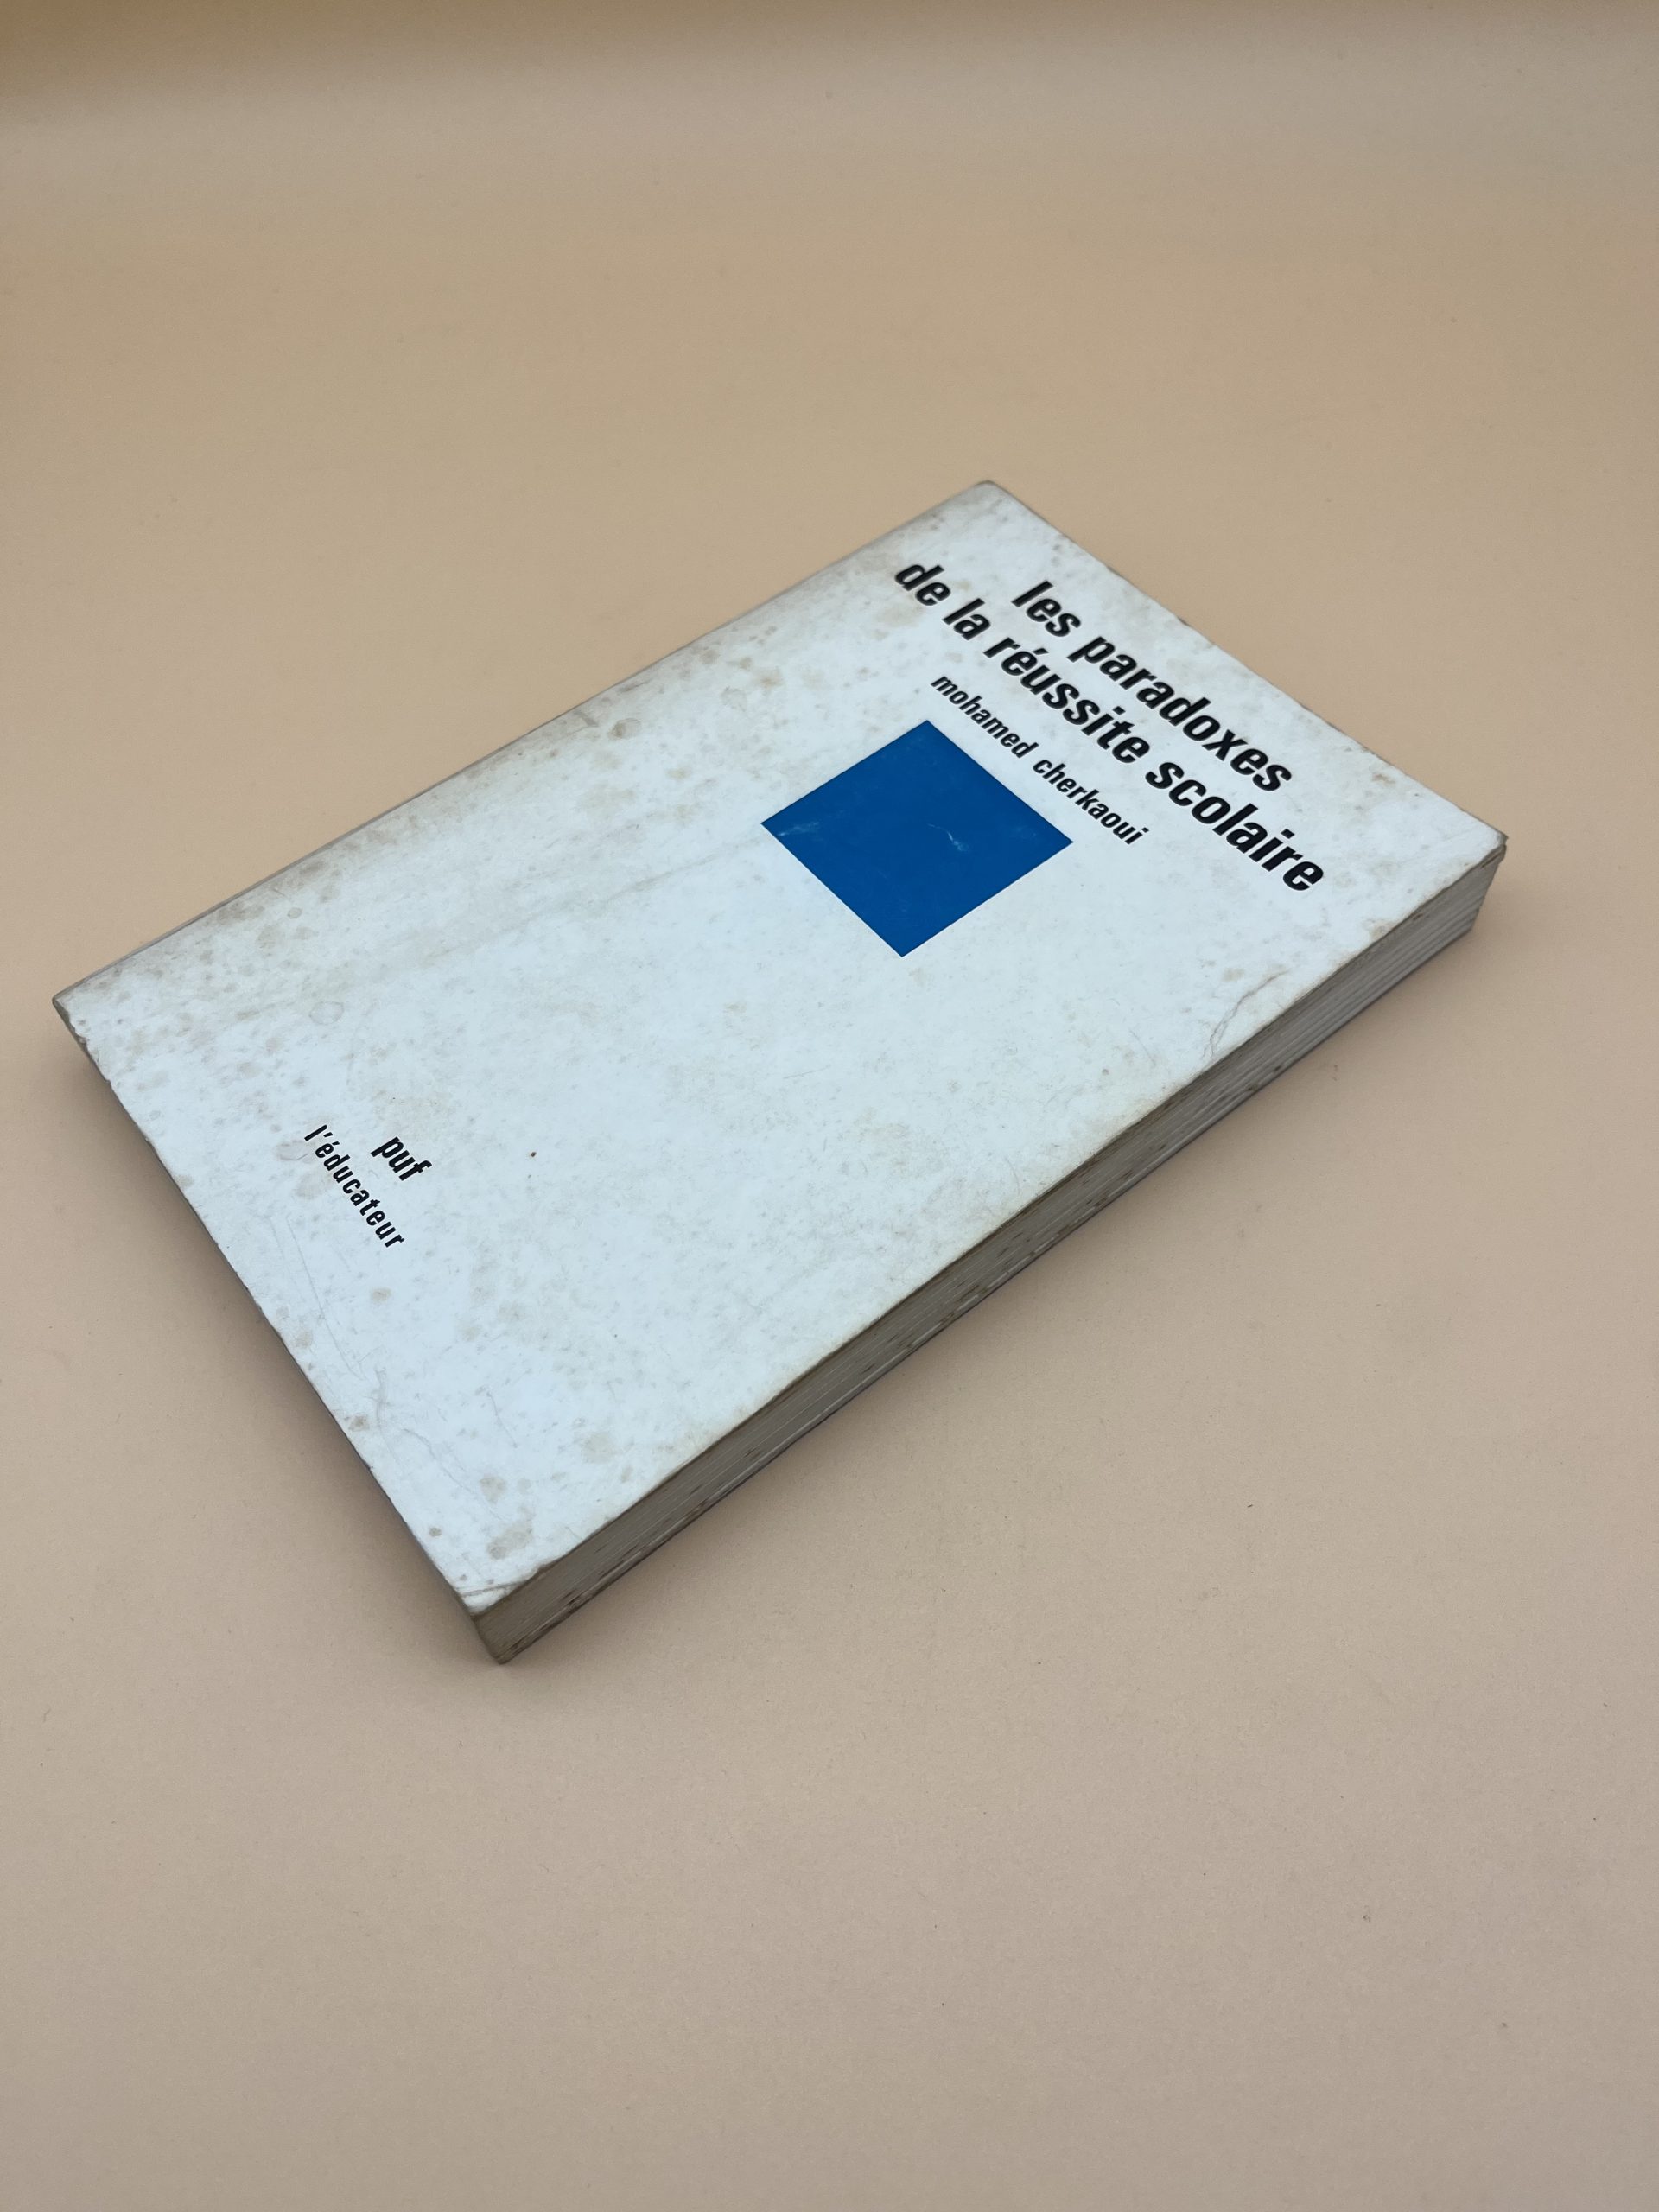 les paradoxes
de la réussite scolaire
mohamed cherkaoui
puf
l'éducateur